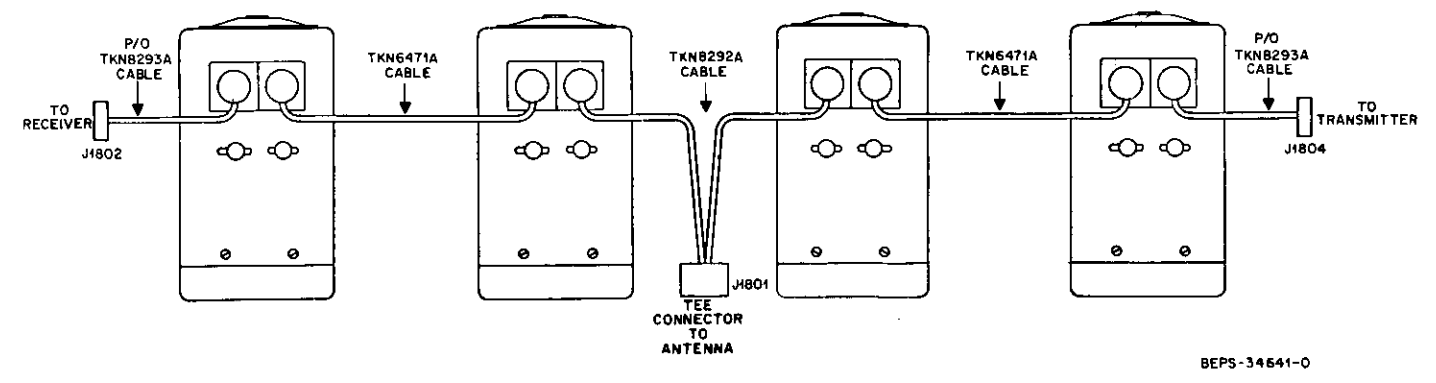 P/O
TKN8293A
CABLE
TO
RECEIVER
J1802
TKN6471A
CABLE
TKN8292A
CABLE
J1801
TEE
CONNECTOR
TO
ANTENNA
TKN6471A
CABLE
P/O
TKN8293A
CABLE
TO
TRANSMITTER
J1804
BEPS-34641-O